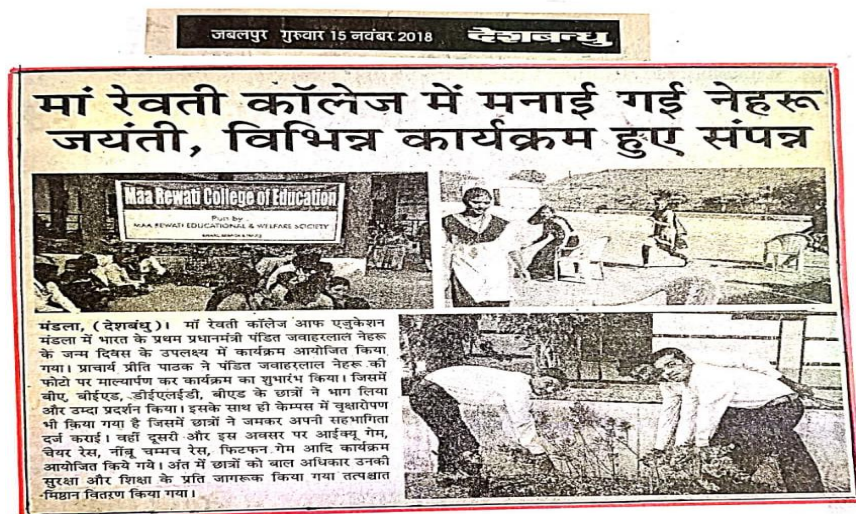 जबलपुर गुरुवार 15 नवंबर 2018 देशबन्धु
मां रेवती कॉलेज में मनाई गई नेहरू
जयंती, विभिन्न कार्यक्रम हुए संपन्न
Maa Rewati College of Education
Run by
MAA REWATI EDUCATIONAL & WELFARE SOCIETY
मंडला, (देशबंधु)। माँ रेवती कॉलेज आफ एजुकेशन
मंडला में भारत के प्रथम प्रधानमंत्री पंडित जवाहरलाल नेहरू
के जन्म दिवस के उपलक्ष्य में कार्यक्रम आयोजित किया
गया। प्राचार्य प्रीति पाठक ने पंडित जवाहरलाल नेहरू की
फोटो पर माल्यार्पण कर कार्यक्रम का शुभारंभ किया। जिसमें
बीए, बीईएड, डीईएलईडी, बीएड के छात्रों ने भाग लिया
और उम्दा प्रदर्शन किया। इसके साथ ही केम्पस में वृक्षारोपण
भी किया गया है जिसमें छात्रों ने जमकर अपनी सहभागिता
दर्ज कराई। वहीं दूसरी और इस अवसर पर आईक्यू गेम,
चेयर रेस, नींबू चम्मच रेस, फिटफन गेम आदि कार्यक्रम
आयोजित किये गये। अंत में छात्रों को बाल अधिकार उनकी
सुरक्षा और शिक्षा के प्रति जागरूक किया गया तत्पश्चात
मिष्ठान वितरण किया गया।